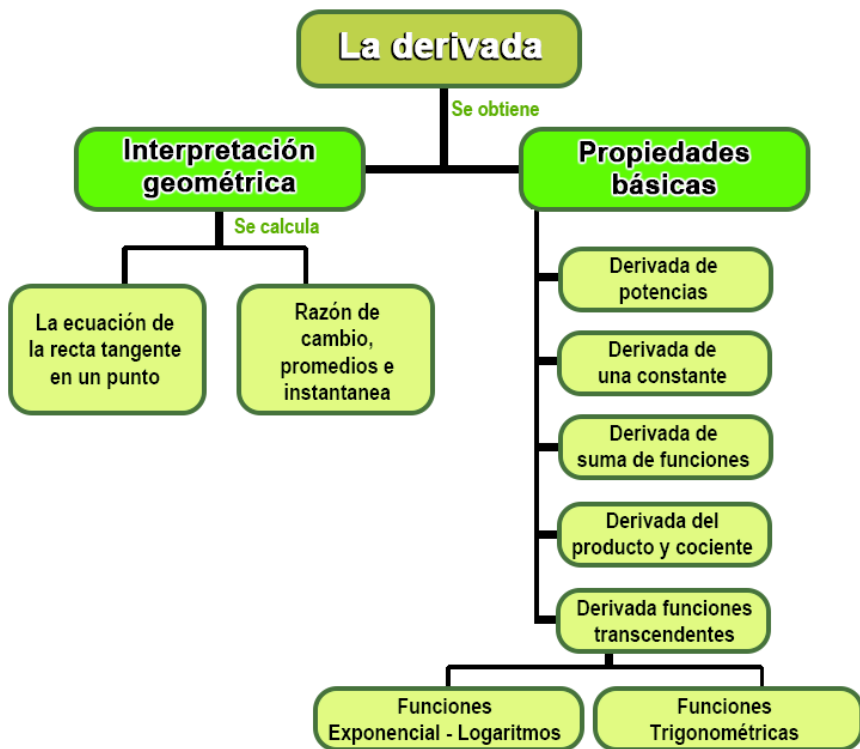 La derivada
Se obtiene
Interpretación
geométrica
Se calcula
La ecuación de
la recta tangente
en un punto
Razón de
cambio,
promedios e
instantanea
Propiedades
básicas
Derivada de
potencias
Derivada de
una constante
Derivada de
suma de funciones
Derivada del
producto y cociente
Derivada funciones
transcendentes
Funciones
Exponencial - Logaritmos
Funciones
Trigonométricas